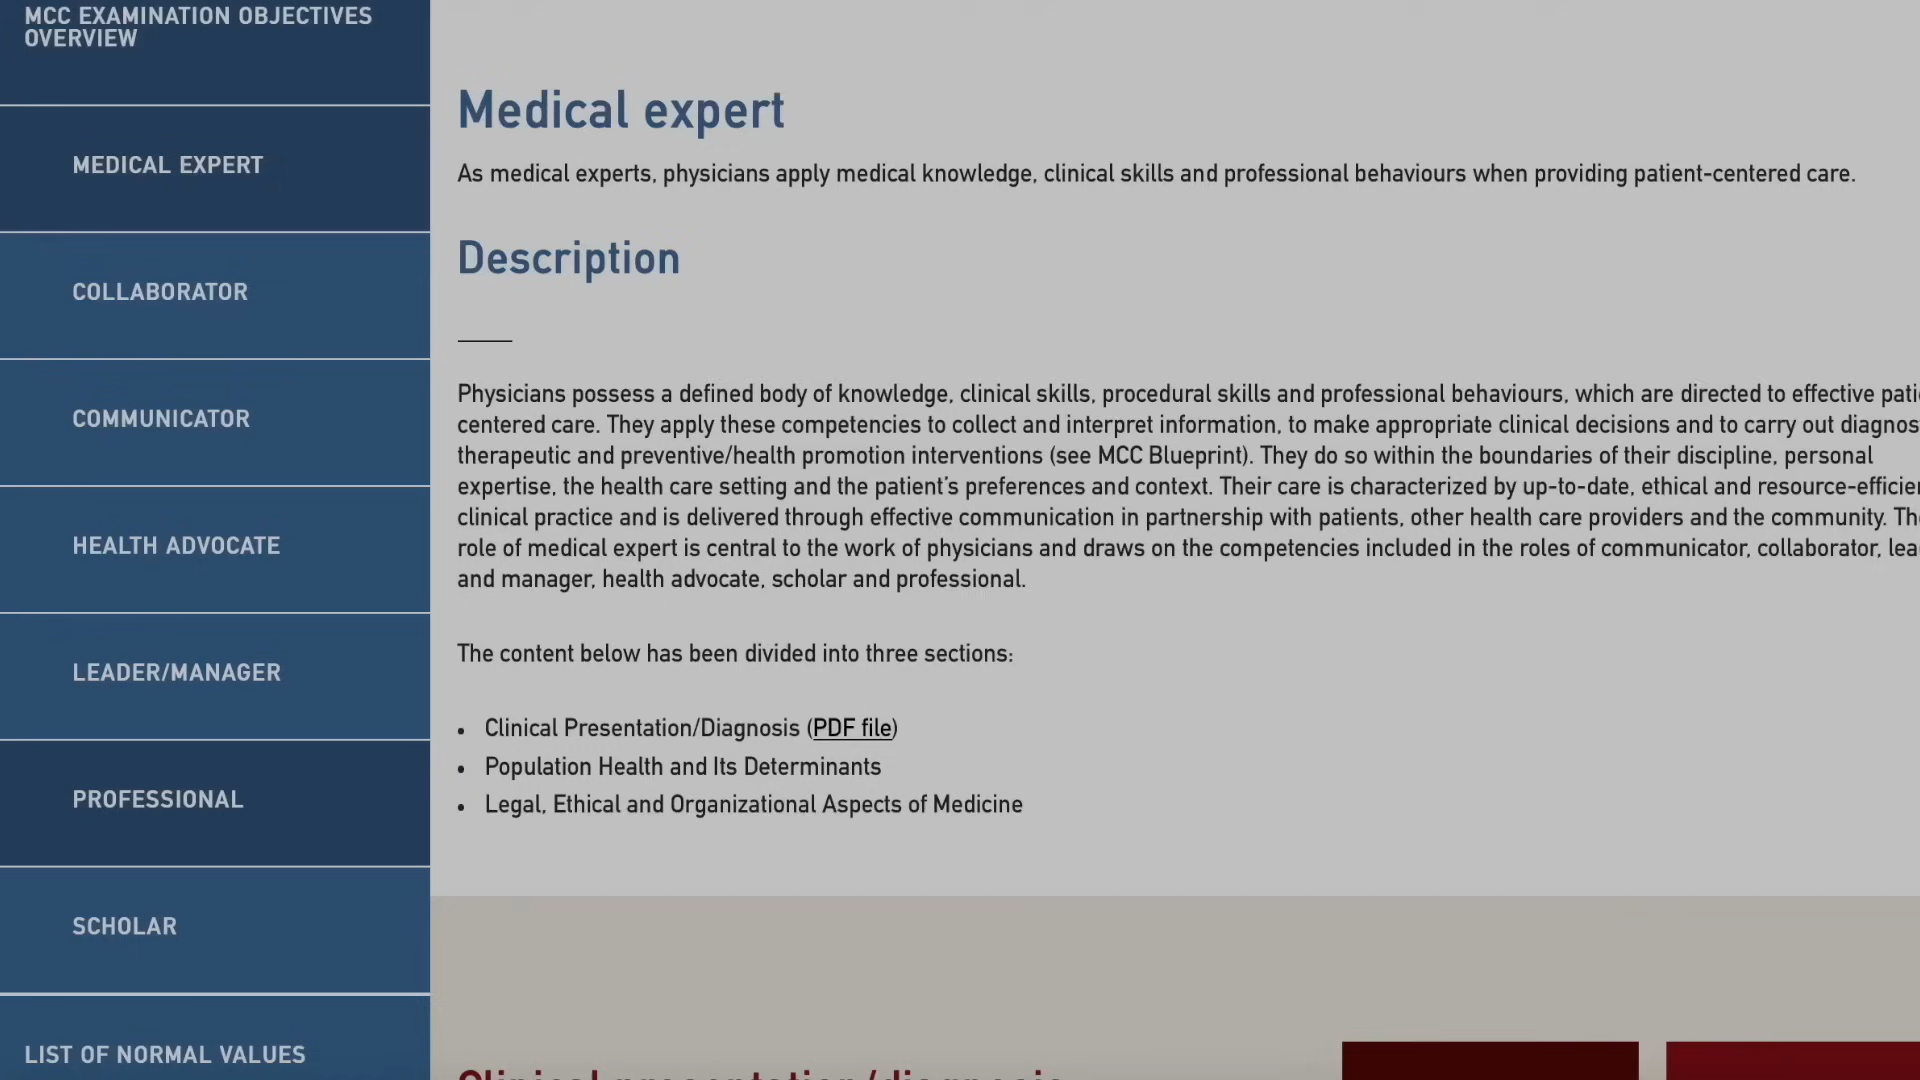 MCC EXAMINATION OBJECTIVES
OVERVIEW
MEDICAL EXPERT
COLLABORATOR
COMMUNICATOR
HEALTH ADVOCATE
LEADER/MANAGER
PROFESSIONAL
SCHOLAR
LIST OF NORMAL VALUES
Medical expert
As medical experts, physicians apply medical knowledge, clinical skills and professional behaviours when providing patient-centered care.
Description
Physicians possess a defined body of knowledge, clinical skills, procedural skills and professional behaviours, which are directed to effective
centered care. They apply these competencies to collect and interpret information, to make appropriate clinical decisions and to carry out
therapeutic and preventive/health promotion interventions (see MCC Blueprint). They do so within the boundaries of their discipline, personal
expertise, the health care setting and the patient’s preferences and context. Their care is characterized by up-to-date, ethical and
clinical practice and is delivered through effective communication in partnership with patients, other health care providers and the community.
role of medical expert is central to the work of physicians and draws on the competencies included in the roles of communicator, collaborator,
and manager, health advocate, scholar and professional.
The content below has been divided into three sections:
• Clinical Presentation/Diagnosis (PDF file)
• Population Health and Its Determinants
• Legal, Ethical and Organizational Aspects of Medicine